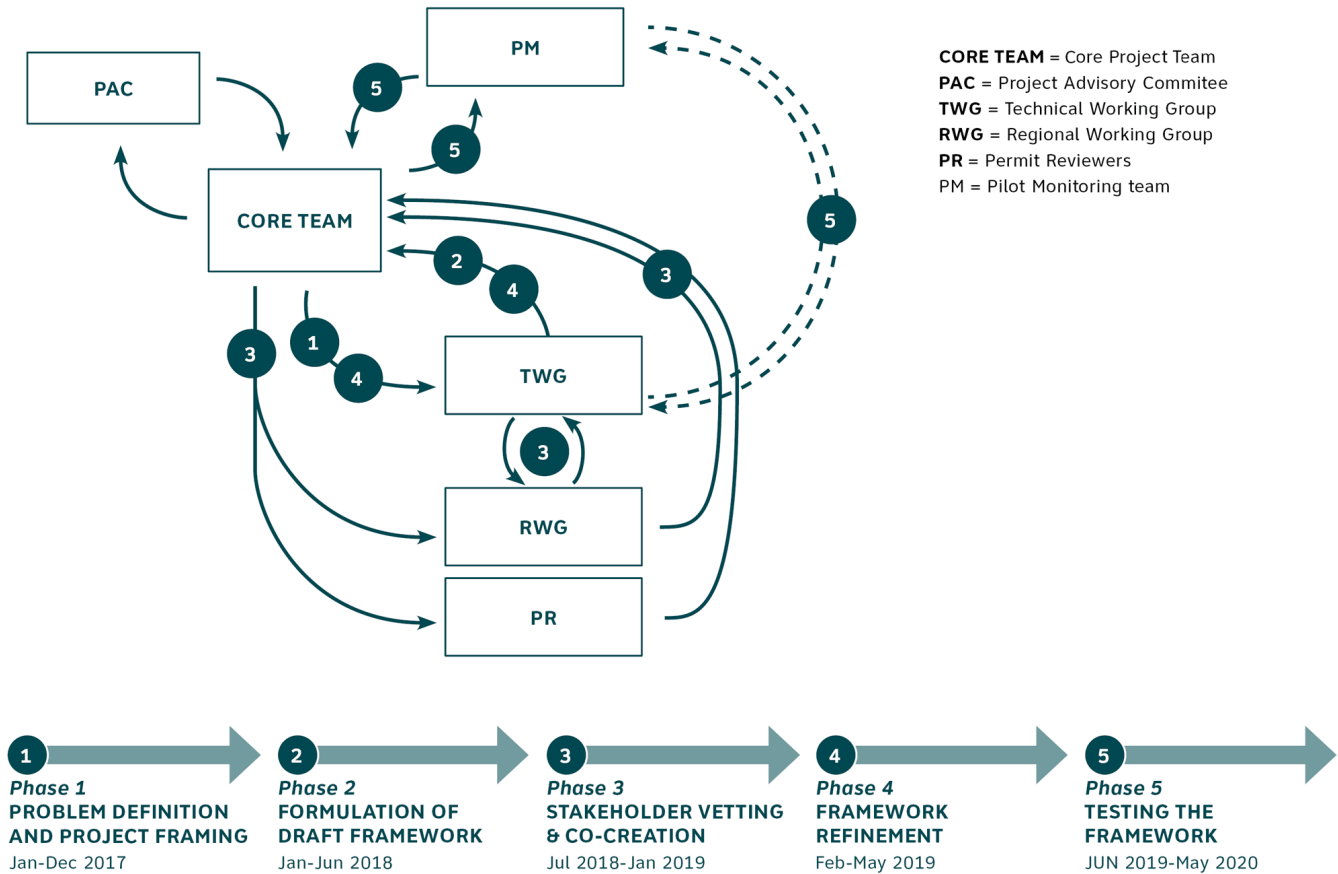 PM
PAC
CORE TEAM = Core Project Team
PAC = Project Advisory Commitee
TWG = Technical Working Group
RWG = Regional Working Group
PR = Permit Reviewers
PM = Pilot Monitoring team
5
5
CORE TEAM
5
2
3
4
1
3
4
TWG
3
RWG
PR
1
Phase 1
PROBLEM DEFINITION
AND PROJECT FRAMING
Jan-Dec 2017
2
Phase 2
FORMULATION OF
DRAFT FRAMEWORK
Jan-Jun 2018
3
Phase 3
STAKEHOLDER VETTING
& CO-CREATION
Jul 2018-Jan 2019
4
Phase 4
FRAMEWORK
REFINEMENT
Feb-May 2019
5
Phase 5
TESTING THE
FRAMEWORK
JUN 2019-May 2020